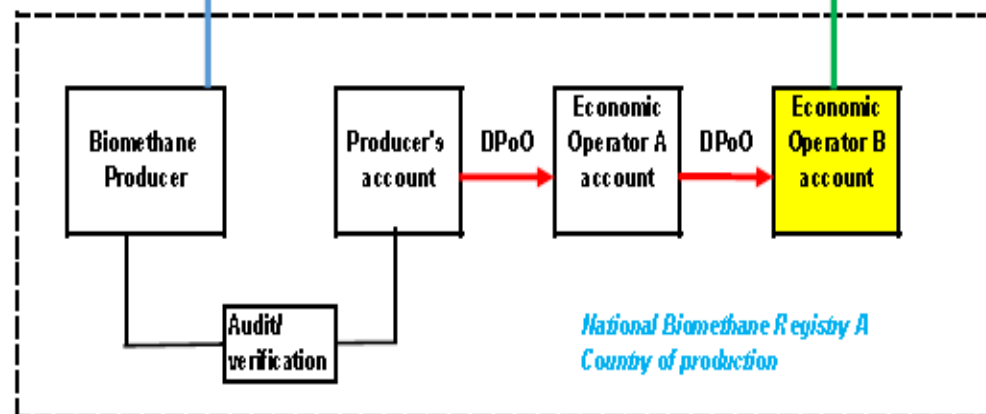 Biomethane
Producer
Producer's
account
DPoO
Economic
Operator A
account
DPoO
Economic
Operator B
account
Audit/
verification
National Biomethane Registry A
Country of production